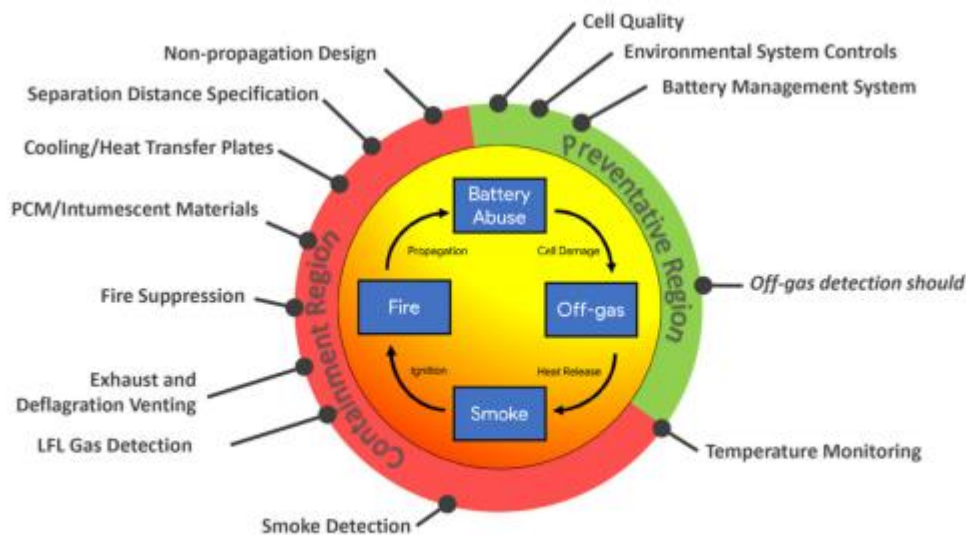 Cell Quality
Non-propagation Design
Environmental System Controls
Separation Distance Specification
Battery Management System
Cooling/Heat Transfer Plates
PCM/Intumescent Materials
Fire Suppression
Exhaust and
Deflagration Venting
LFL Gas Detection
Smoke Detection
Temperature Monitoring
Off-gas detection should
Preventative Region
Containment Region
Battery
Abuse
Propagation
Cell Damage
Fire
Off-gas
Ignition
Heat Release
Smoke